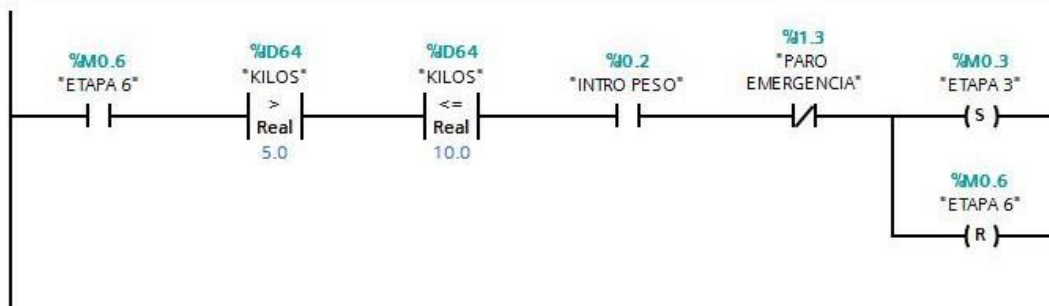 %M0.6
"ETAPA 6"
%ID64
"KILOS"
>
Real
5.0
%ID64
"KILOS"
<=
Real
10.0
%I0.2
"INTRO PESO"
%I1.3
"PARO
EMERGENCIA"
%M0.3
"ETAPA 3"
S
%M0.6
"ETAPA 6"
R